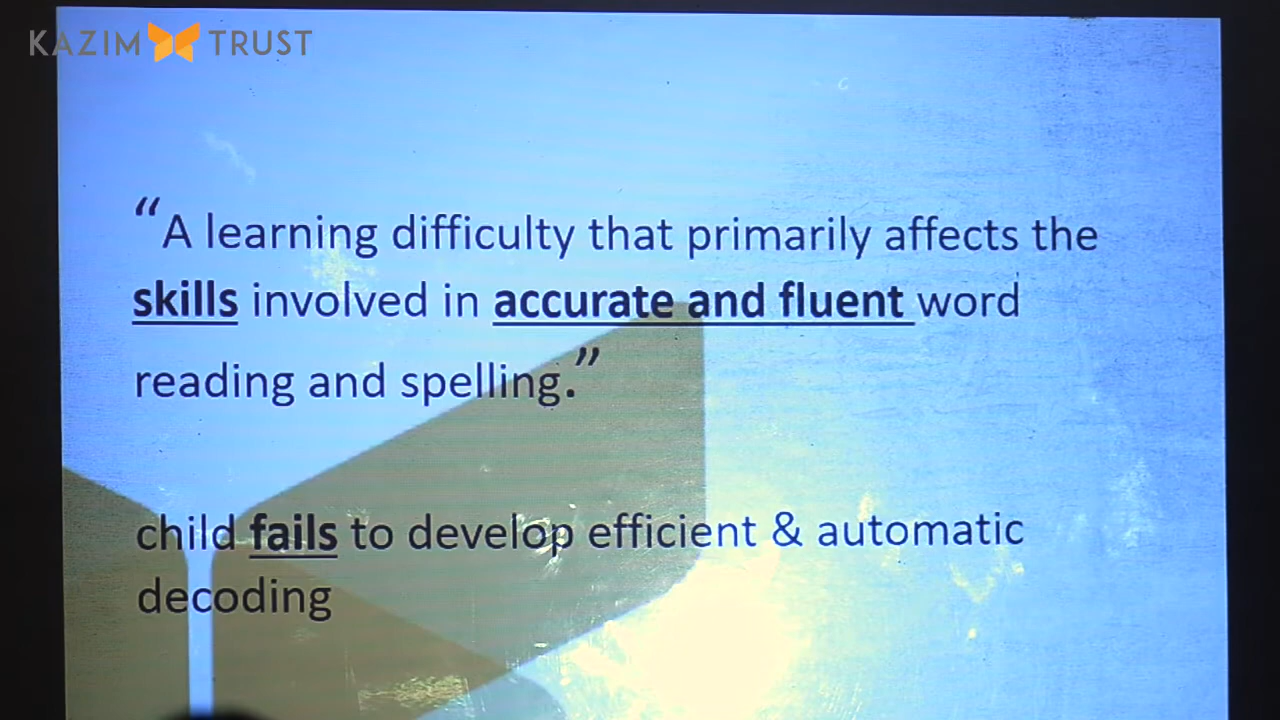 KAZIM TRUST
“A learning difficulty that primarily affects the
skills involved in accurate and fluent word
reading and spelling.”
child fails to develop efficient & automatic
decoding